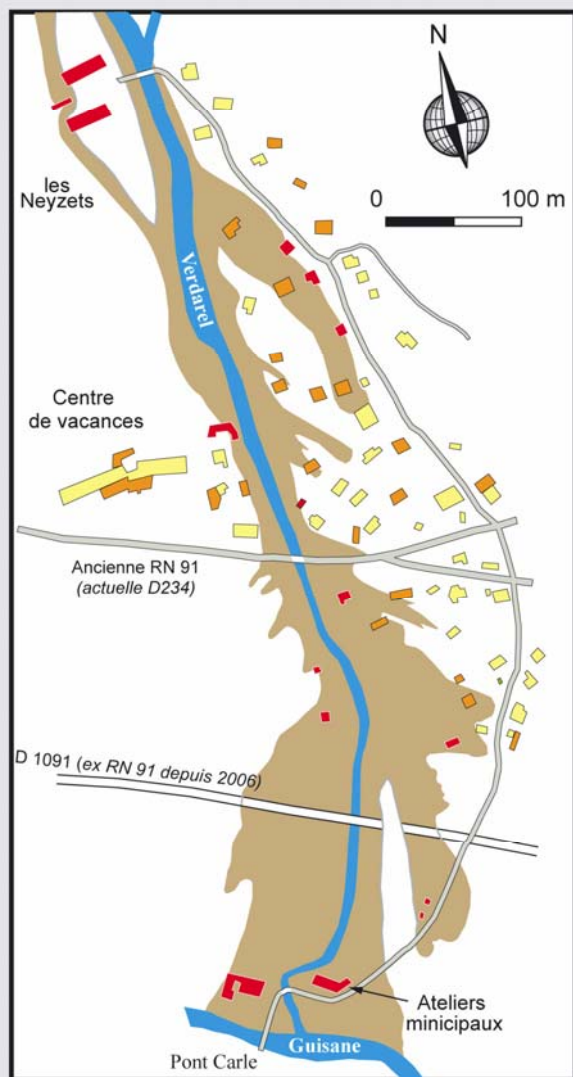 N
0 100 m
les
Neyzets
Verdarel
Centre
de vacances
Ancienne RN 91
(actuelle D234)
D 1091 (ex RN 91 depuis 2006)
Ateliers
minicipaux
Guisane
Pont Carle